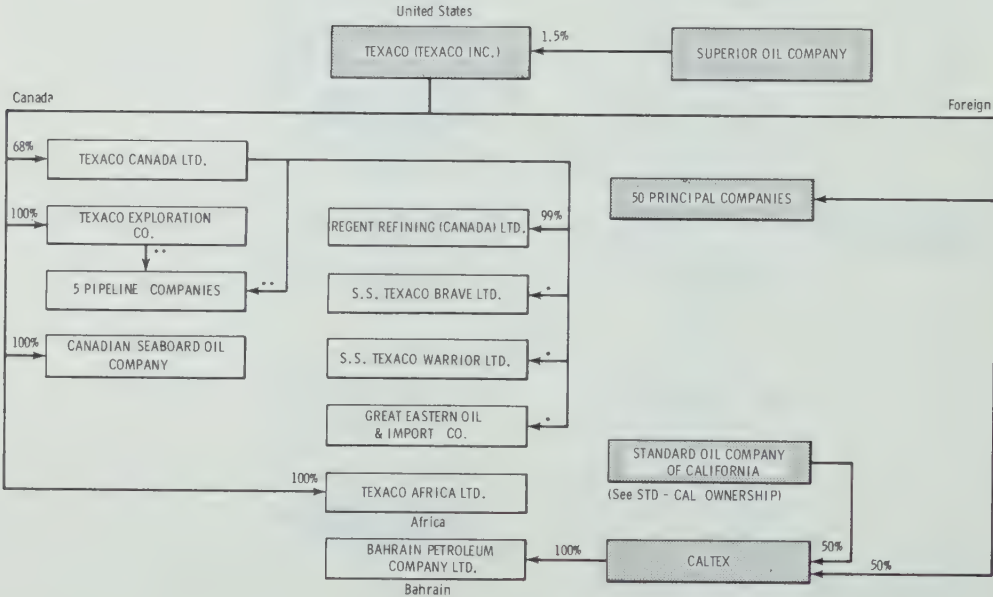 United States
TEXACO (TEXACO INC.)
1.5%
SUPERIOR OIL COMPANY
Canada
Foreign
68%
TEXACO CANADA LTD.
100%
TEXACO EXPLORATION
CO.
..
5 PIPELINE COMPANIES
..
100%
CANADIAN SEABOARD OIL
COMPANY
REGENT REFINING (CANADA) LTD.
99%
S.S. TEXACO BRAVE LTD.
.
S.S. TEXACO WARRIOR LTD.
.
GREAT EASTERN OIL
& IMPORT CO.
.
50 PRINCIPAL COMPANIES
STANDARD OIL COMPANY
OF CALIFORNIA
(See STD - CAL OWNERSHIP)
100%
TEXACO AFRICA LTD.
Africa
BAHRAIN PETROLEUM
COMPANY LTD.
Bahrain
100%
CALTEX
50%
50%